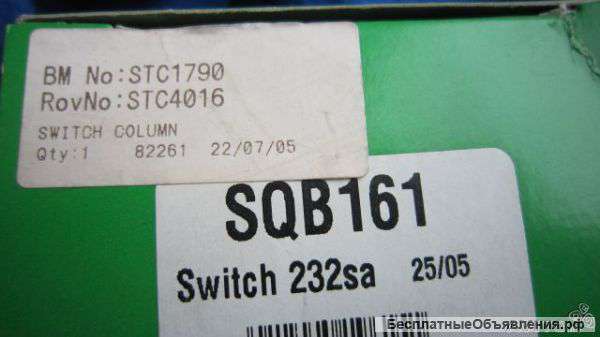 BM No:STC1790
RovNo:STC4016
SWITCH COLUMN
Qty:1 82261 22/07/05
SQB161
Switch 232sa 25/05
БесплатныеОбъявления.рф